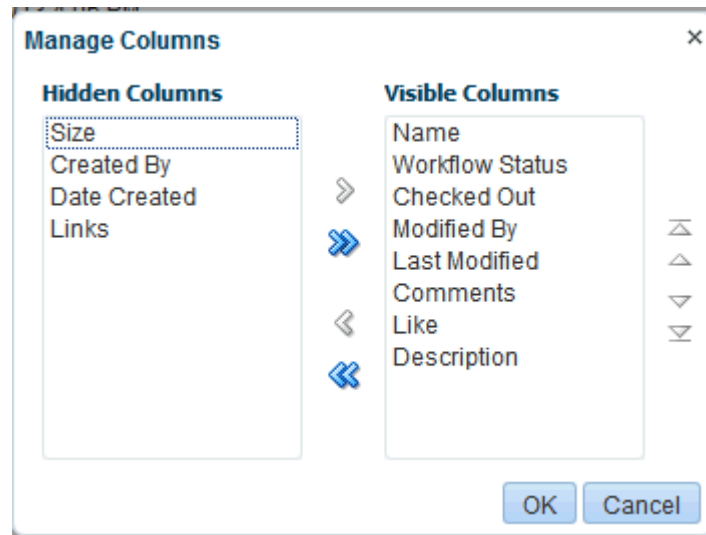 Manage Columns
Hidden Columns
Size
Created By
Date Created
Links
Visible Columns
Name
Workflow Status
Checked Out
Modified By
Last Modified
Comments
Like
Description
OK
Cancel